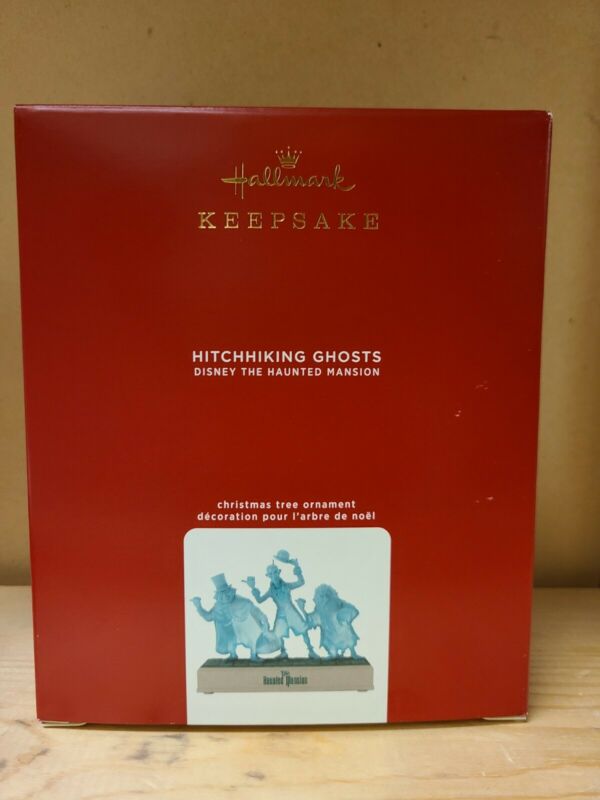 Hallmark
KEEPSAKE
HITCHHIKING GHOSTS
DISNEY THE HAUNTED MANSION
christmas tree ornament
décoration pour l'arbre de noël
The
Haunted Mansion